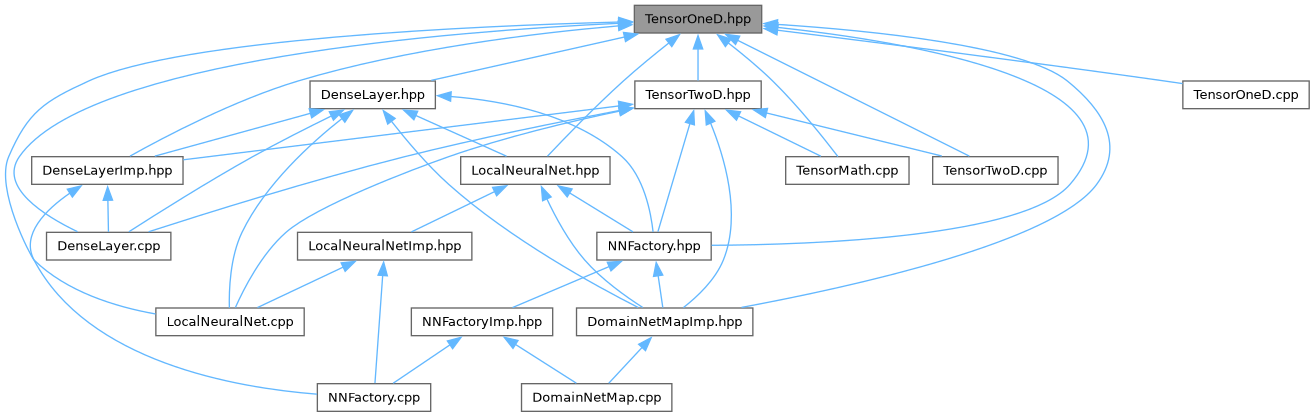 TensorOneD.hpp
DenseLayer.hpp
TensorTwoD.hpp
TensorOneD.cpp
DenseLayerImp.hpp
LocalNeuralNet.hpp
TensorMath.cpp
TensorTwoD.cpp
DenseLayer.cpp
LocalNeuralNetImp.hpp
NNFactory.hpp
LocalNeuralNet.cpp
NNFactoryImp.hpp
DomainNetMapImp.hpp
NNFactory.cpp
DomainNetMap.cpp